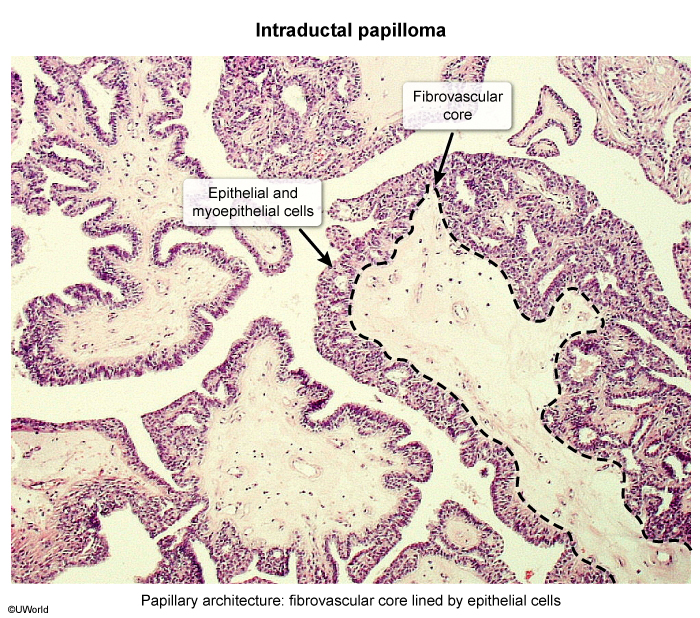 Intraductal papilloma
Fibrovascular
core
Epithelial and
myoepithelial cells
Papillary architecture: fibrovascular core lined by epithelial cells
©UWorld